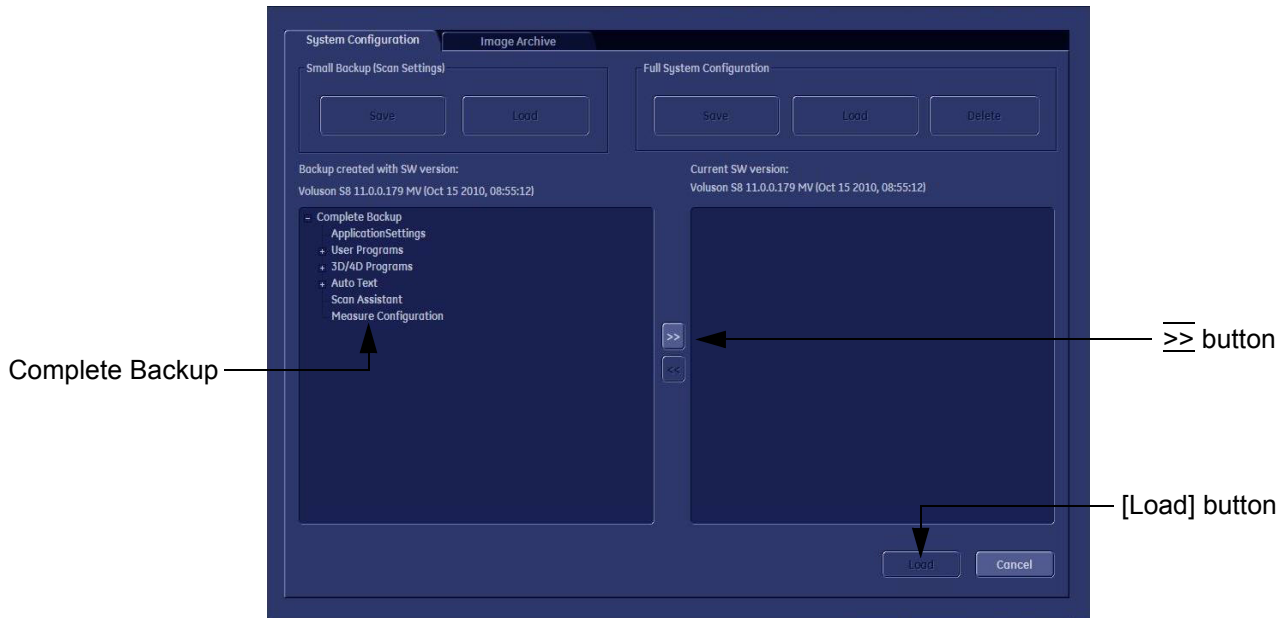 System Configuration
Image Archive
Small Backup (Scan Settings)
Full System Configuration
Save
Load
Save
Load
Delete
Backup created with SW version:
Voluson S8 11.0.0.179 MV (Oct 15 2010, 08:55:12)
Current SW version:
Voluson S8 11.0.0.179 MV (Oct 15 2010, 08:55:12)
- Complete Backup
ApplicationSettings
+ User Programs
+ 3D/4D Programs
+ Auto Text
Scan Assistant
Measure Configuration
>>
<<
Complete Backup
>> button
[Load] button
Load
Cancel